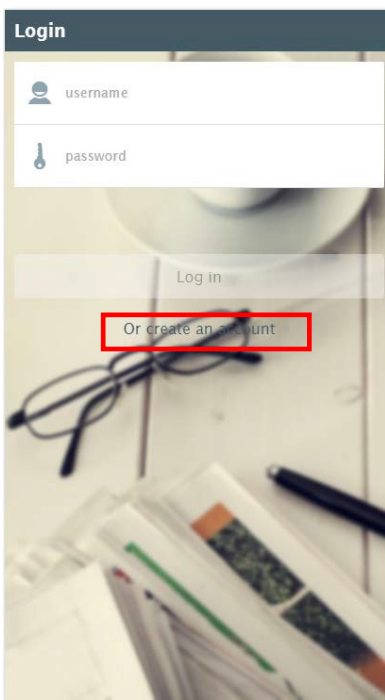 Login
username
password
Log in
Or create an account